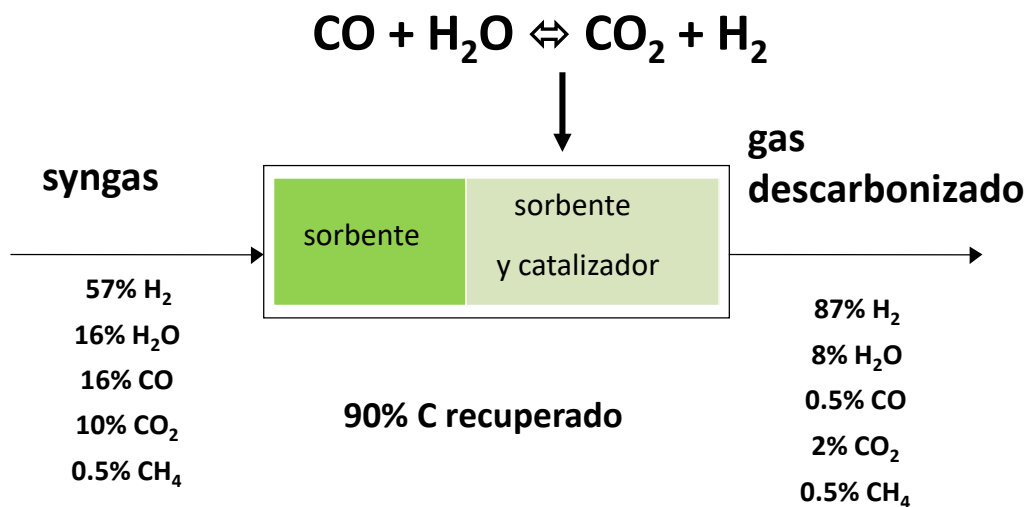 CO + H₂O ⇔ CO₂ + H₂
syngas
gas
descarbonizado
sorbente
sorbente
y catalizador
57% H₂
16% H₂O
16% CO
10% CO₂
0.5% CH₄
90% C recuperado
87% H₂
8% H₂O
0.5% CO
2% CO₂
0.5% CH₄